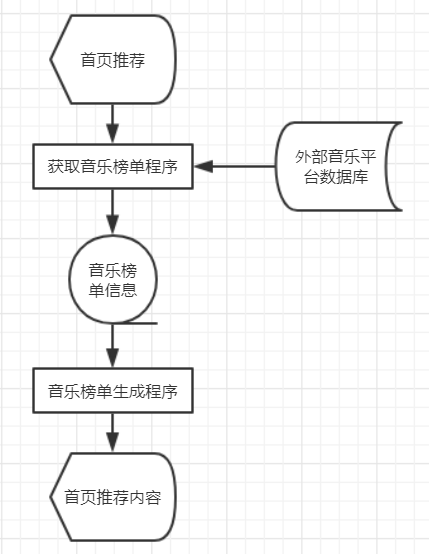 首页推荐
获取音乐榜单程序
外部音乐平
台数据库
音乐榜
单信息
音乐榜单生成程序
首页推荐内容